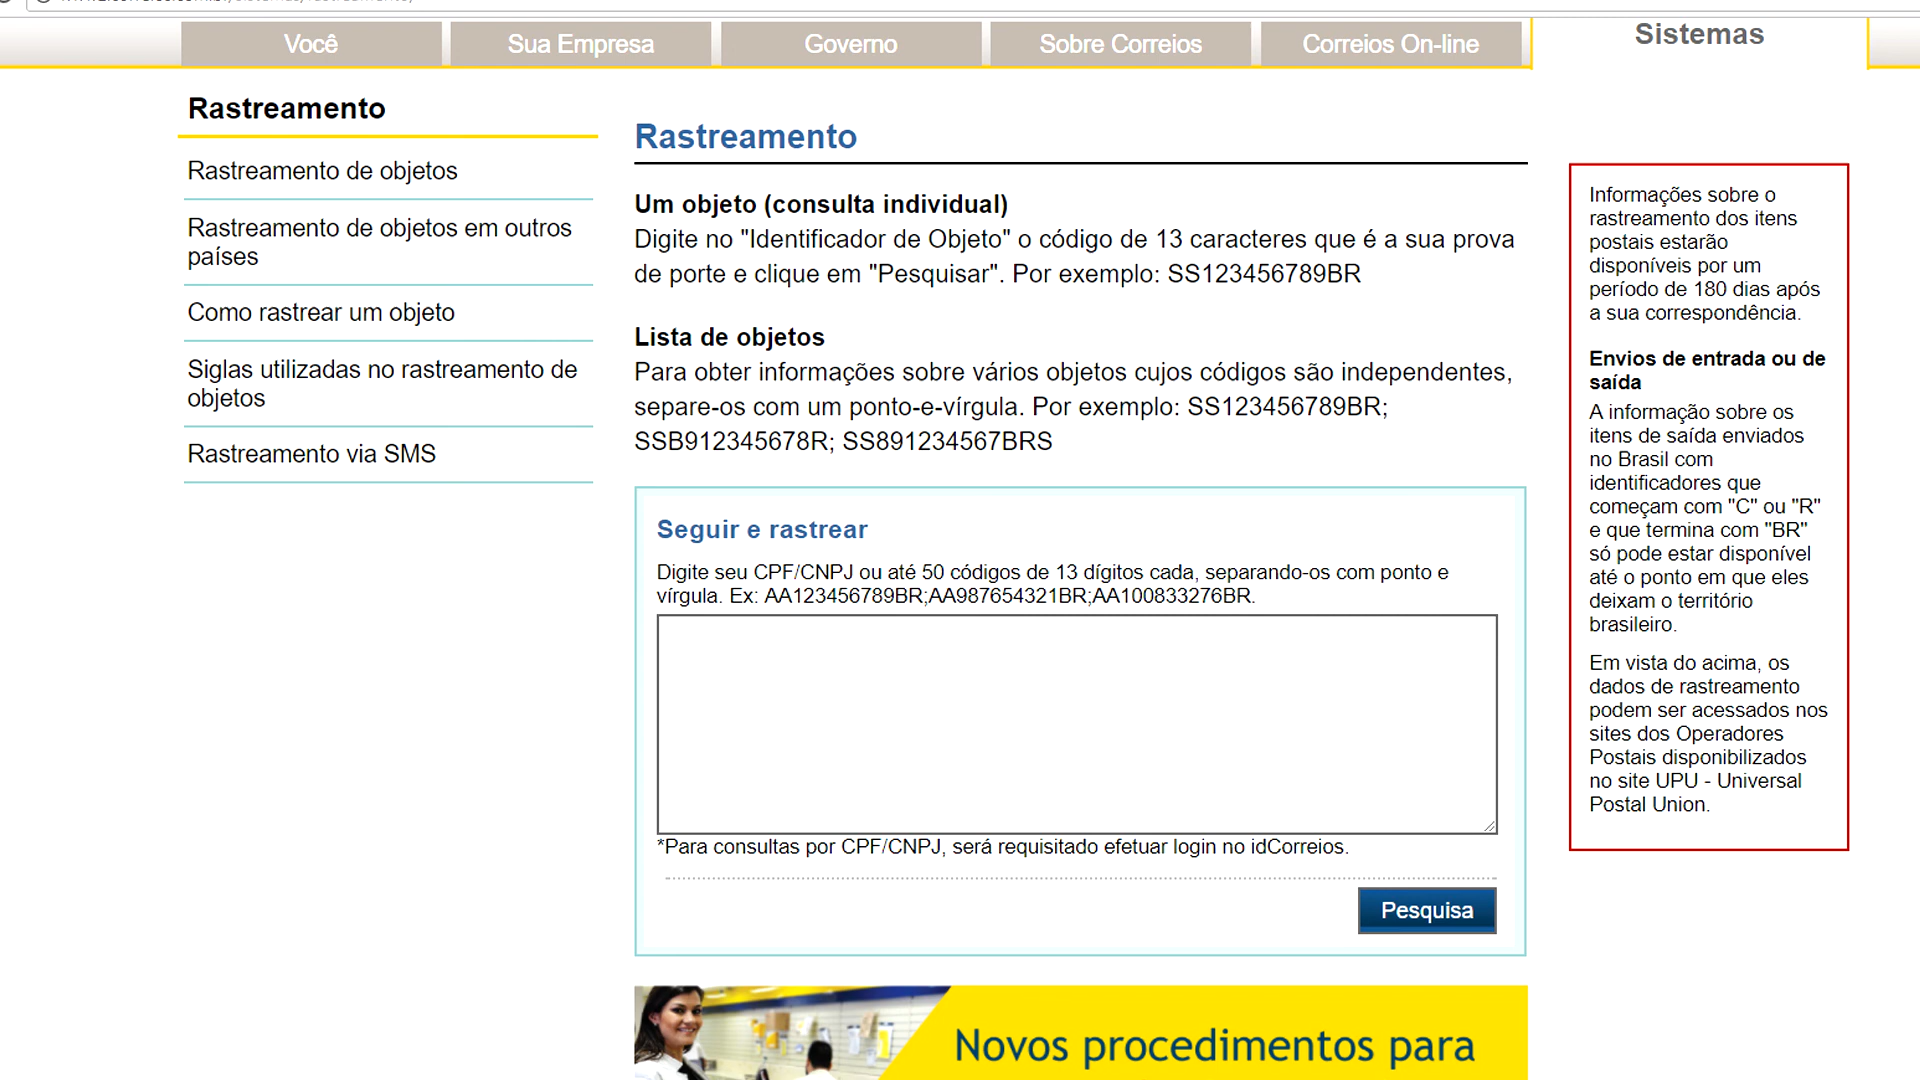 Você
Sua Empresa
Governo
Sobre Correios
Correios On-line
Sistemas
Rastreamento
Rastreamento de objetos
Rastreamento de objetos em outros
países
Como rastrear um objeto
Siglas utilizadas no rastreamento de
objetos
Rastreamento via SMS
Rastreamento
Um objeto (consulta individual)
Digite no "Identificador de Objeto" o código de 13 caracteres que é a sua prova
de porte e clique em "Pesquisar". Por exemplo: SS123456789BR
Lista de objetos
Para obter informações sobre vários objetos cujos códigos são independentes,
separe-os com um ponto-e-vírgula. Por exemplo: SS123456789BR;
SSB912345678R; SS891234567BRS
Seguir e rastrear
Digite seu CPF/CNPJ ou até 50 códigos de 13 dígitos cada, separando-os com ponto e
vírgula. Ex: AA123456789BR;AA987654321BR;AA100833276BR.
*Para consultas por CPF/CNPJ, será requisitado efetuar login no idCorreios.
Pesquisa
Novos procedimentos para
Informações sobre o
rastreamento dos itens
postais estarão
disponíveis por um
período de 180 dias após
a sua correspondência.
Envios de entrada ou de
saída
A informação sobre os
itens de saída enviados
no Brasil com
identificadores que
começam com "C" ou "R"
e que termina com "BR"
só pode estar disponível
até o ponto em que eles
deixam o território
brasileiro.
Em vista do acima, os
dados de rastreamento
podem ser acessados nos
sites dos Operadores
Postais disponibilizados
no site UPU - Universal
Postal Union.